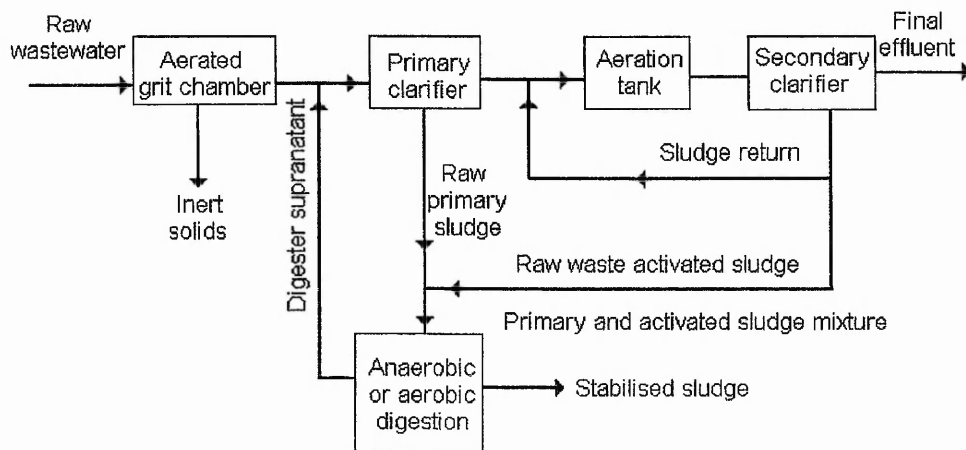 Raw
wastewater
Aerated
grit chamber
Primary
clarifier
Aeration
tank
Secondary
clarifier
Final
effluent
Inert
solids
Digester supranatant
Raw
primary
sludge
Sludge return
Raw waste activated sludge
Primary and activated sludge mixture
Anaerobic
or aerobic
digestion
Stabilised sludge